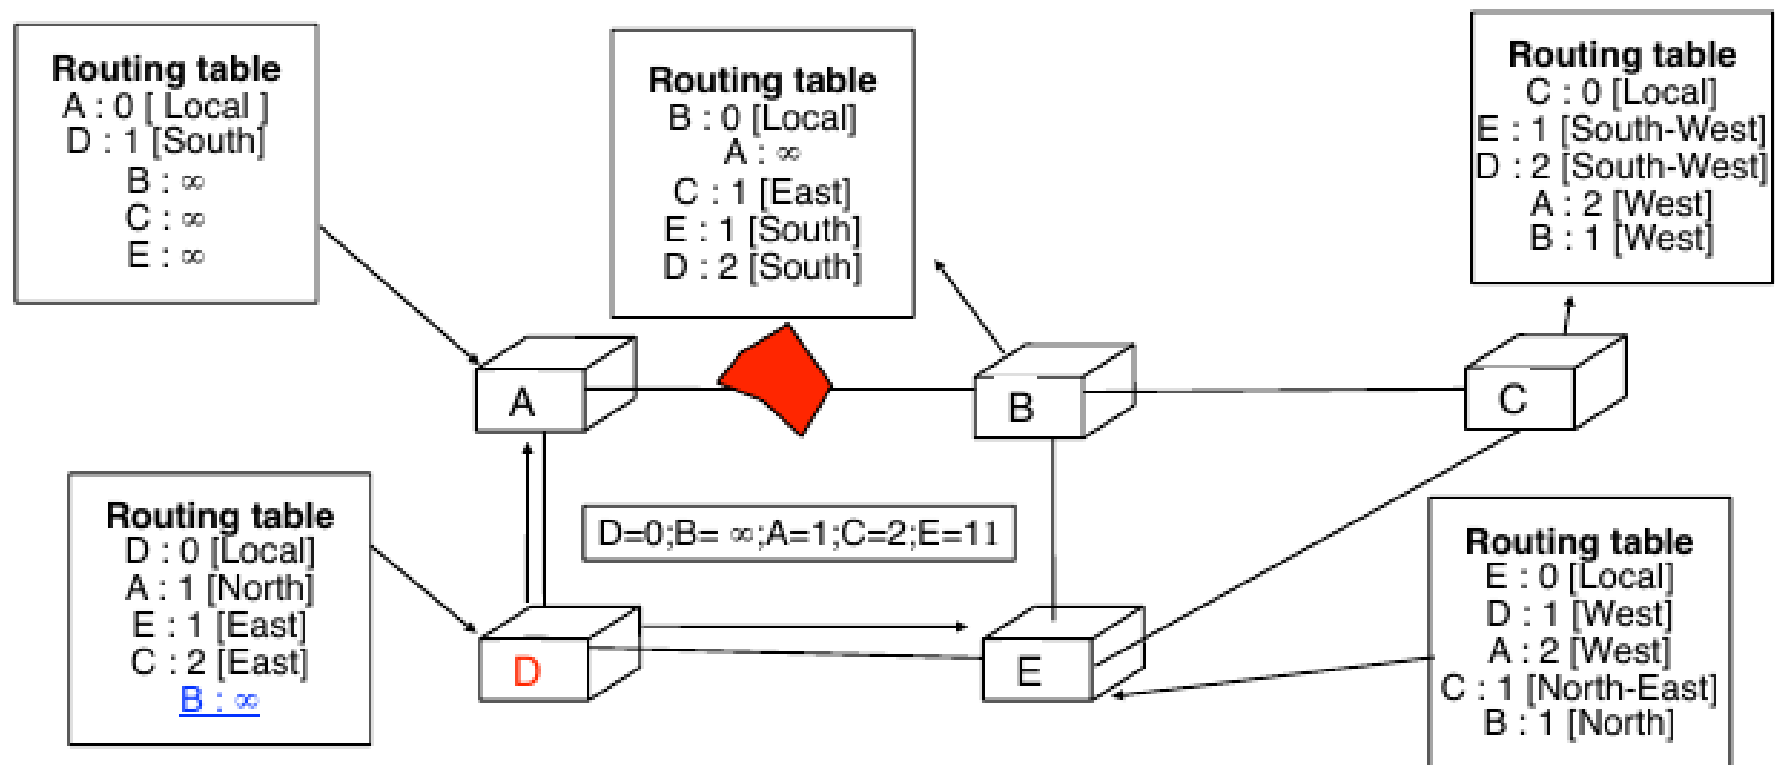 Routing table
A : 0 [ Local ]
D : 1 [South]
B : ∞
C : ∞
E : ∞
Routing table
B : 0 [Local]
A : ∞
C : 1 [East]
E : 1 [South]
D : 2 [South]
Routing table
C : 0 [Local]
E : 1 [South-West]
D : 2 [South-West]
A : 2 [West]
B : 1 [West]
A
B
C
Routing table
D : 0 [Local]
A : 1 [North]
E : 1 [East]
C : 2 [East]
B : ∞
D=0;B= ∞;A=1;C=2;E=11
D
E
Routing table
E : 0 [Local]
D : 1 [West]
A : 2 [West]
C : 1 [North-East]
B : 1 [North]